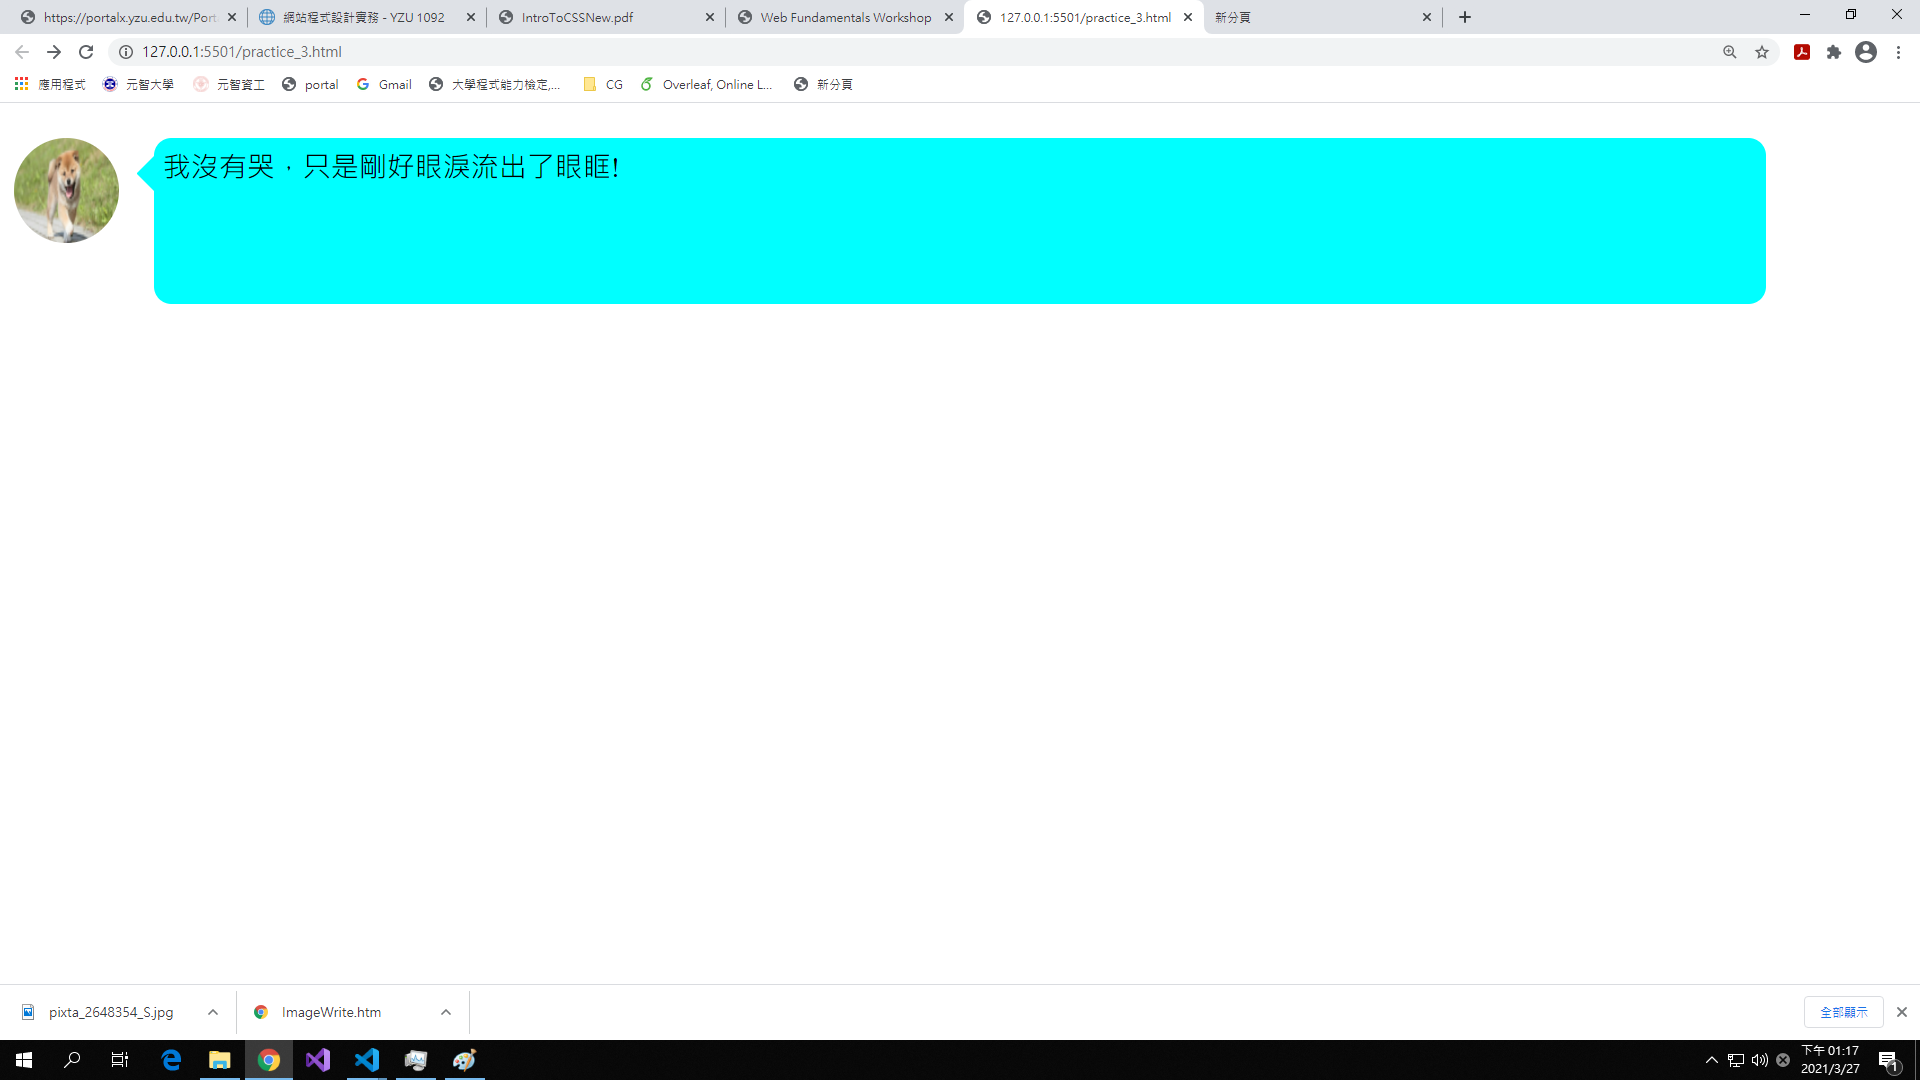 https://portalx.yzu.edu.tw/Port
網站程式設計實務 - YZU 1092
IntroToCSSNew.pdf
Web Fundamentals Workshop
127.0.0.1:5501/practice_3.html
新分頁
127.0.0.1:5501/practice_3.html
應用程式
元智大學
元智資工
portal
Gmail
大學程式能力檢定,...
CG
Overleaf, Online L...
新分頁
我沒有哭，只是剛好眼淚流出了眼眶!
pixta_2648354_S.jpg
ImageWrite.htm
全部顯示
下午 01:17
2021/3/27
1